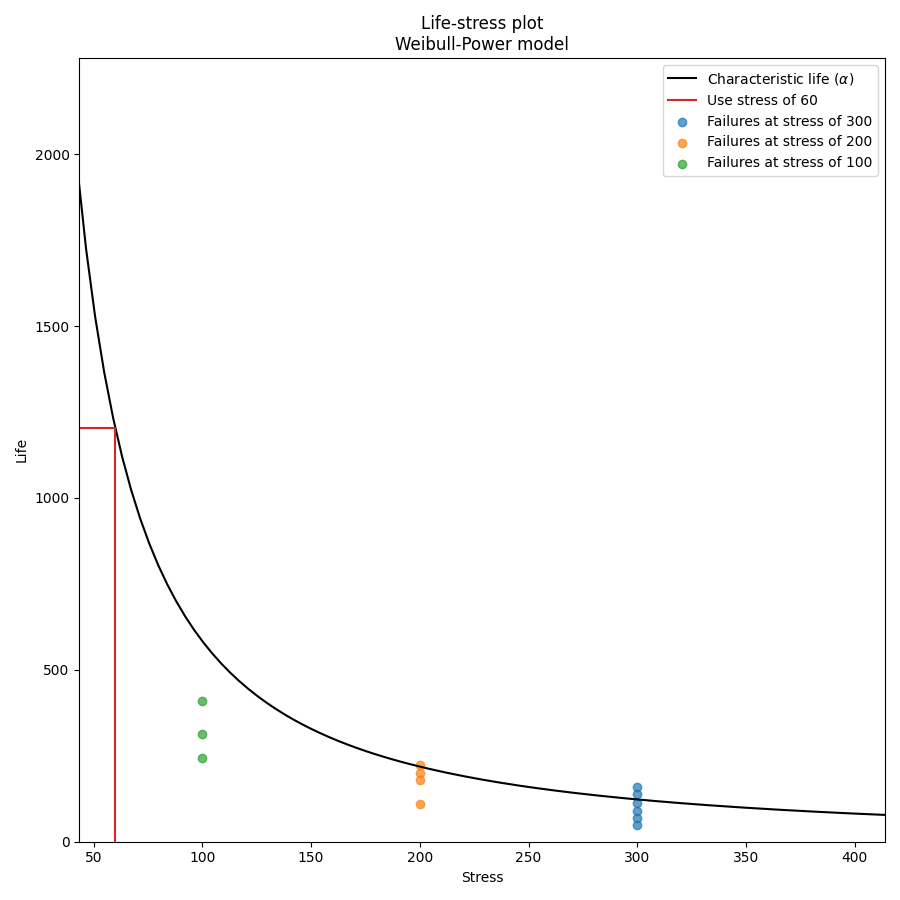 Life-stress plot
Weibull-Power model
Characteristic life (α)
Use stress of 60
Failures at stress of 300
Failures at stress of 200
Failures at stress of 100
Life
2000
1500
1000
500
0
50 100 150 200 250 300 350 400
Stress